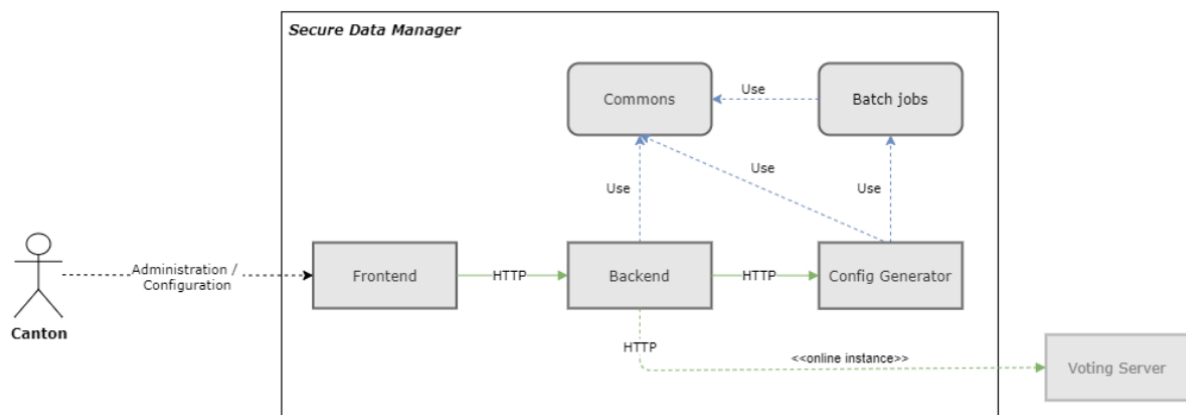 Secure Data Manager
Commons
Use
Batch jobs
Use
Use
Use
Administration /
Configuration
Frontend
HTTP
Backend
HTTP
Config Generator
Canton
HTTP
<<online instance>>
Voting Server